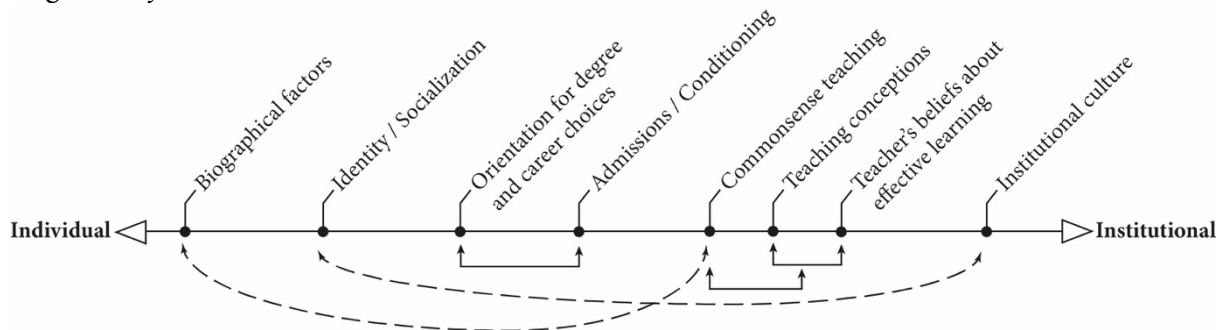 Biographical factors
Identity / Socialization
Orientation for degree
and career choices
Admissions / Conditioning
Commonsense teaching
Teaching conceptions
Teacher's beliefs about
effective learning
Institutional culture
Individual
Institutional